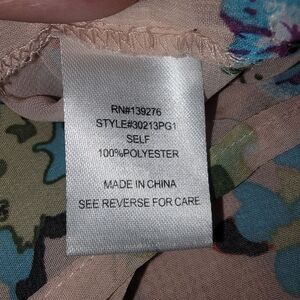 RN#139276
STYLE#30213PG1
SELF
100%POLYESTER
MADE IN CHINA
SEE REVERSE FOR CARE